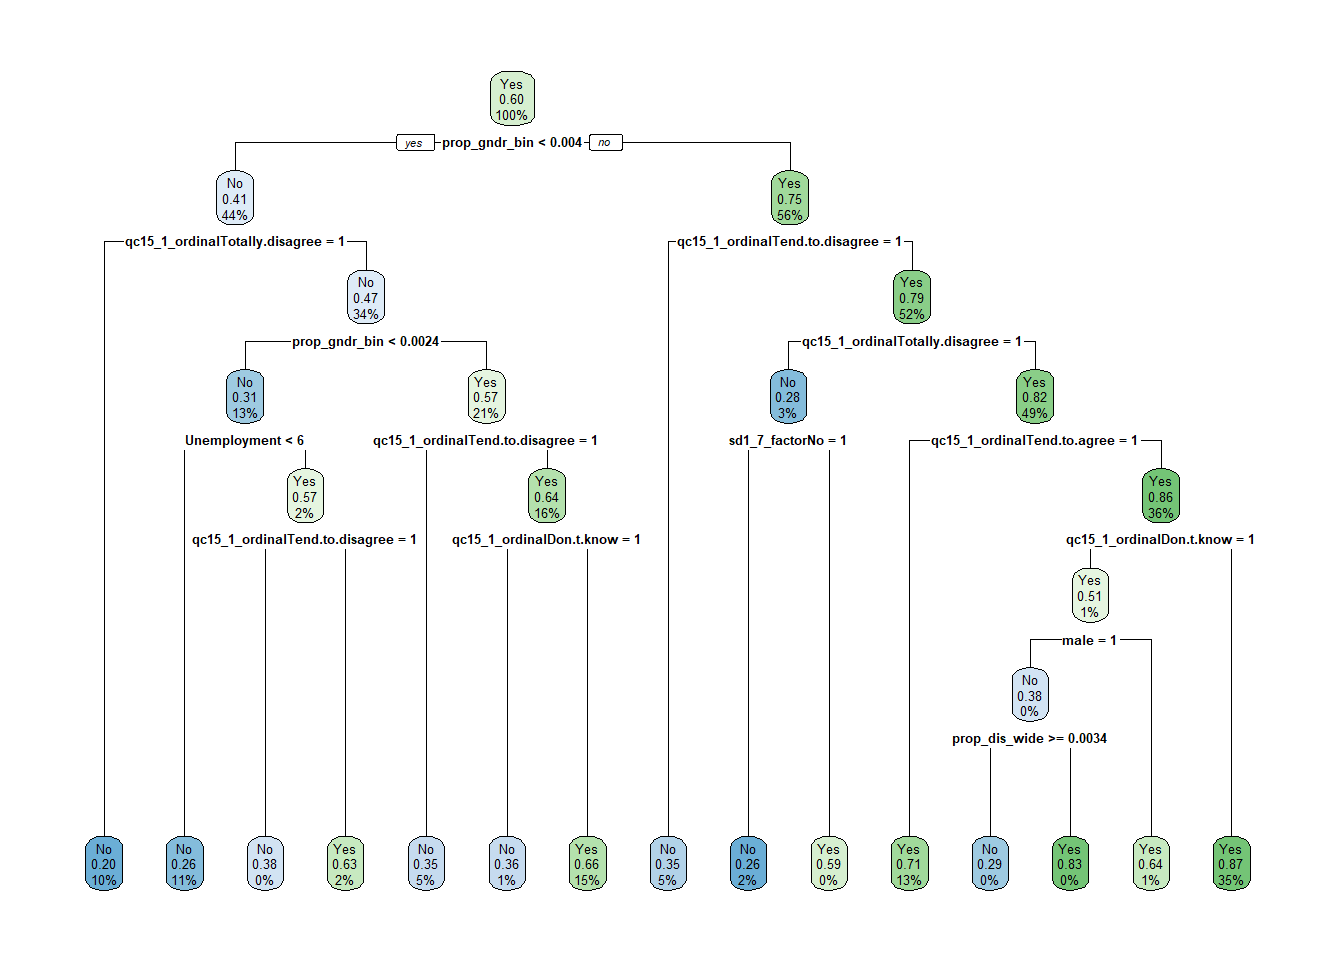 Yes
0.60
100%
yes
prop_gndr_bin < 0.004
no
No
0.41
44%
Yes
0.75
56%
qc15_1_ordinalTotally.disagree = 1
qc15_1_ordinalTend.to.disagree = 1
No
0.47
34%
Yes
0.79
52%
prop_gndr_bin < 0.0024
qc15_1_ordinalTotally.disagree = 1
No
0.31
13%
Yes
0.57
21%
No
0.28
3%
Yes
0.82
49%
Unemployment < 6
qc15_1_ordinalTend.to.disagree = 1
sd1_7_factorNo = 1
qc15_1_ordinalTend.to.agree = 1
Yes
0.57
2%
Yes
0.64
16%
Yes
0.86
36%
qc15_1_ordinalTend.to.disagree = 1
qc15_1_ordinalDon.t.know = 1
qc15_1_ordinalDon.t.know = 1
Yes
0.51
1%
male = 1
No
0.38
0%
prop_dis_wide >= 0.0034
No
0.20
10%
No
0.26
11%
No
0.38
0%
Yes
0.63
2%
No
0.35
5%
No
0.36
1%
Yes
0.66
15%
No
0.35
5%
No
0.26
2%
Yes
0.59
0%
Yes
0.71
13%
No
0.29
0%
Yes
0.83
0%
Yes
0.64
1%
Yes
0.87
35%